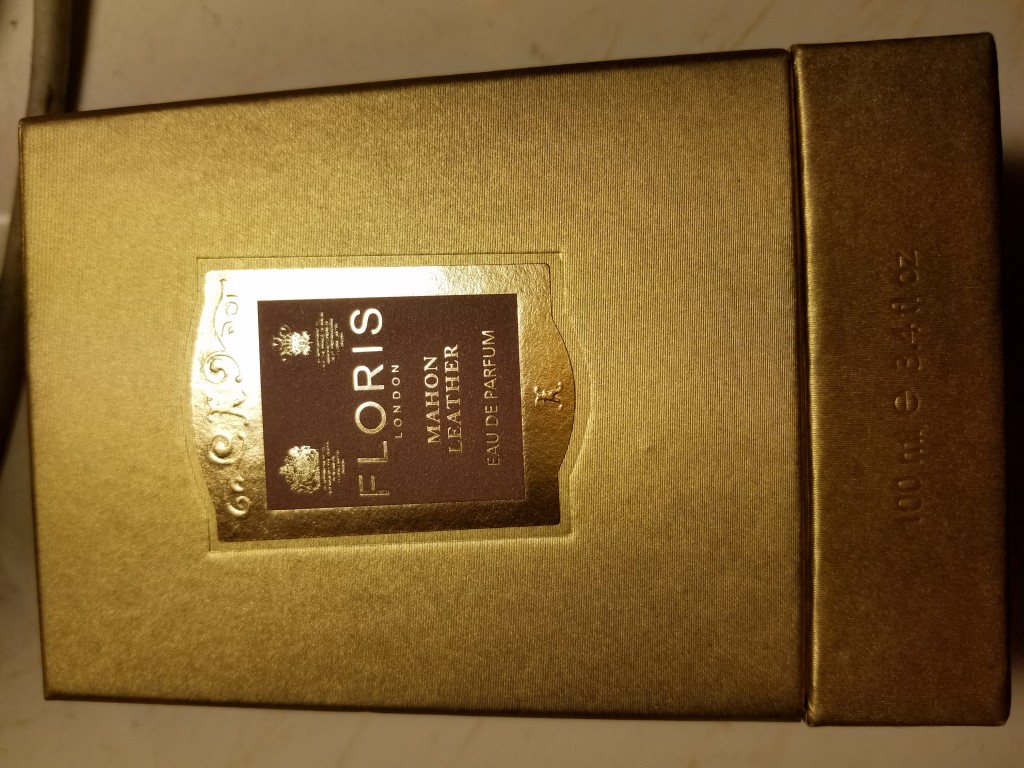 FLORIS
LONDON
MAHON
LEATHER
EAU DE PARFUM
100 mL ℮ 3.4 fl oz